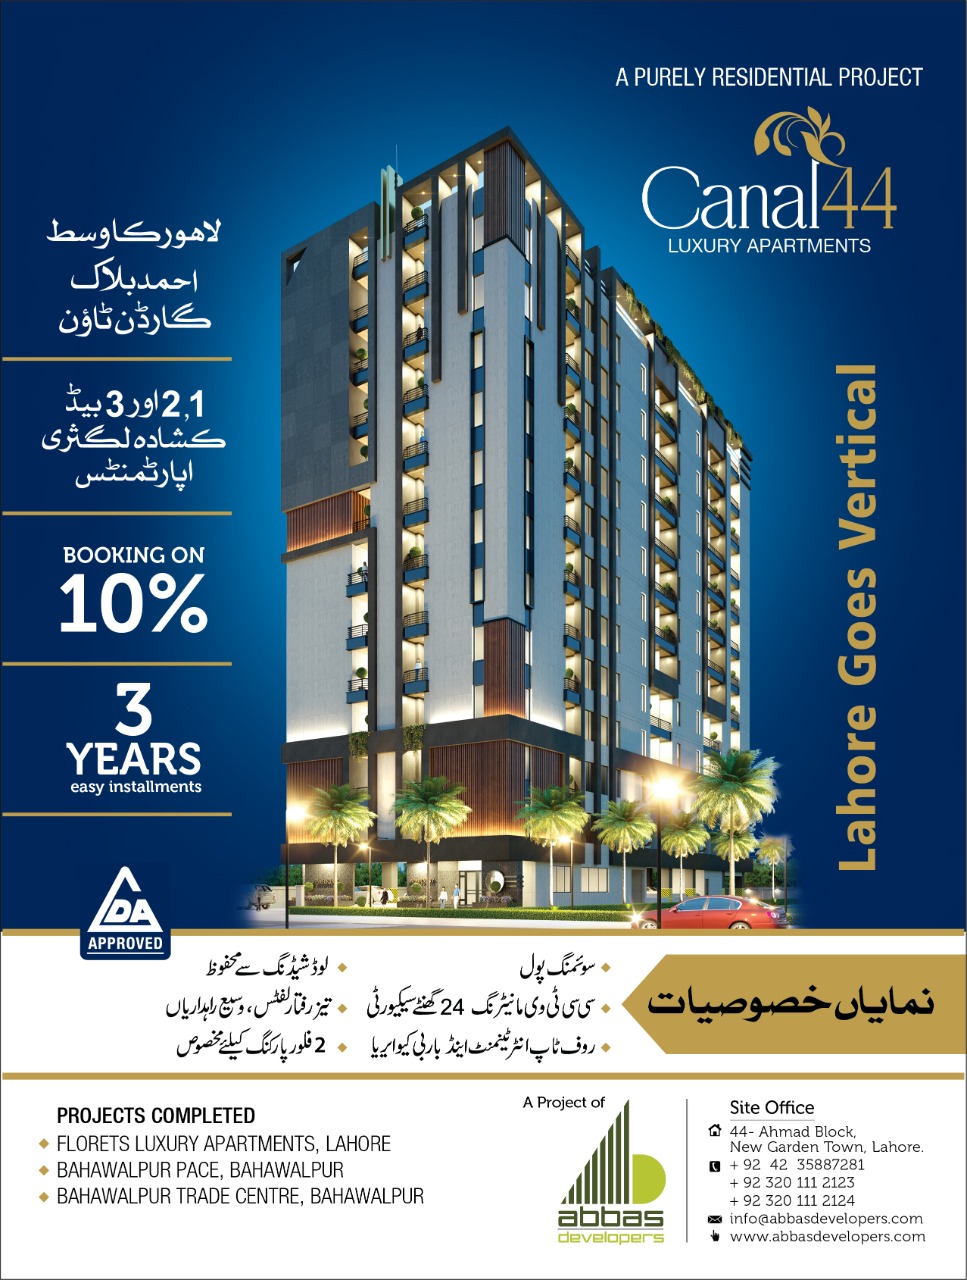 A PURELY RESIDENTIAL PROJECT
Canal44
LUXURY APARTMENTS
لاھور کا وسط
احمد بلاک
گارڈن ٹاؤن
2,1 اور 3 بیڈ
کشادہ لگثری
اپارٹمنٹس
BOOKING ON
10%
3
YEARS
easy installments
Lahore Goes Vertical
LDA
APPROVED
نمایاں خصوصیات
سوئمنگ پول
سی سی ٹی وی مانیٹرنگ 24 گھنٹے سیکیورٹی
روف ٹاپ انٹرٹینمنٹ اینڈ باربی کیو ایریا
لوڈشیڈنگ سے محفوظ
تیز رفتار لفٹس، وسیع راہداریاں
2 فلور پارکنگ کیلئے مخصوص
PROJECTS COMPLETED
FLORETS LUXURY APARTMENTS, LAHORE
BAHAWALPUR PACE, BAHAWALPUR
BAHAWALPUR TRADE CENTRE, BAHAWALPUR
A Project of
abbas
developers
Site Office
44- Ahmad Block,
New Garden Town, Lahore.
+ 92 42 35887281
+ 92 320 111 2123
+ 92 320 111 2124
info@abbasdevelopers.com
www.abbasdevelopers.com